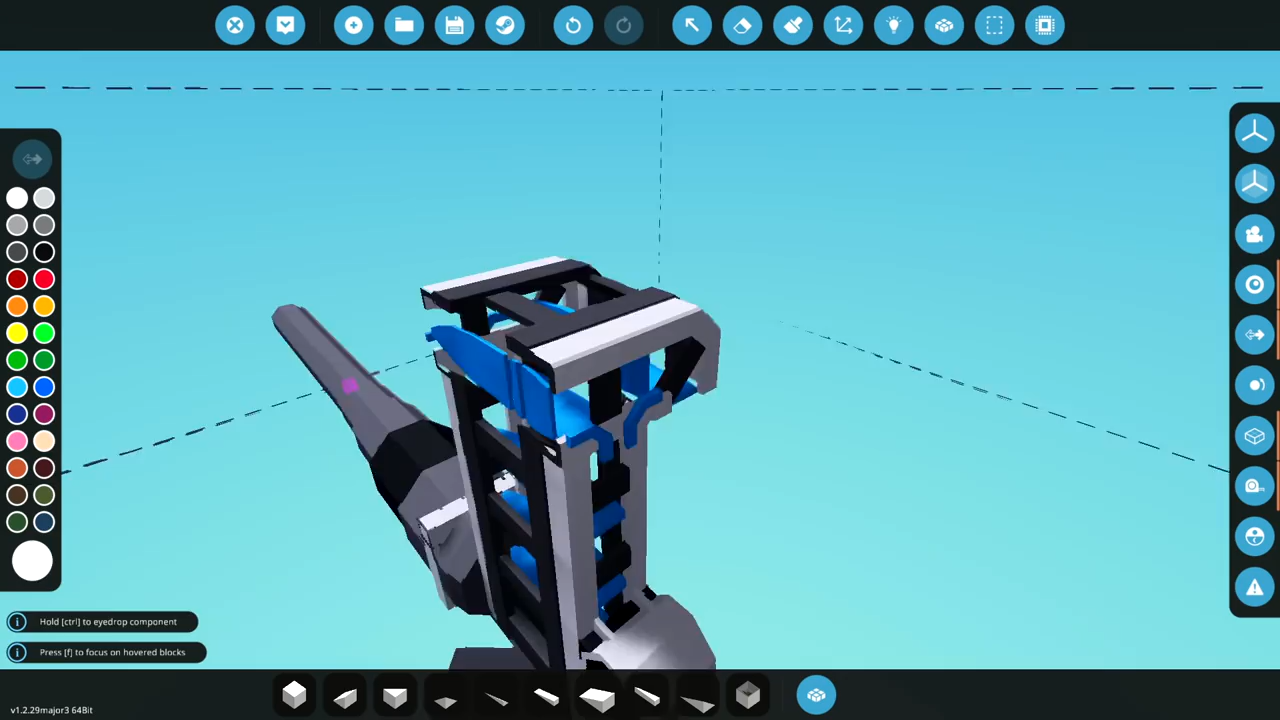 Hold [ctrl] to eyedrop component
Press [f] to focus on hovered blocks
v1.2.29major3 64Bit